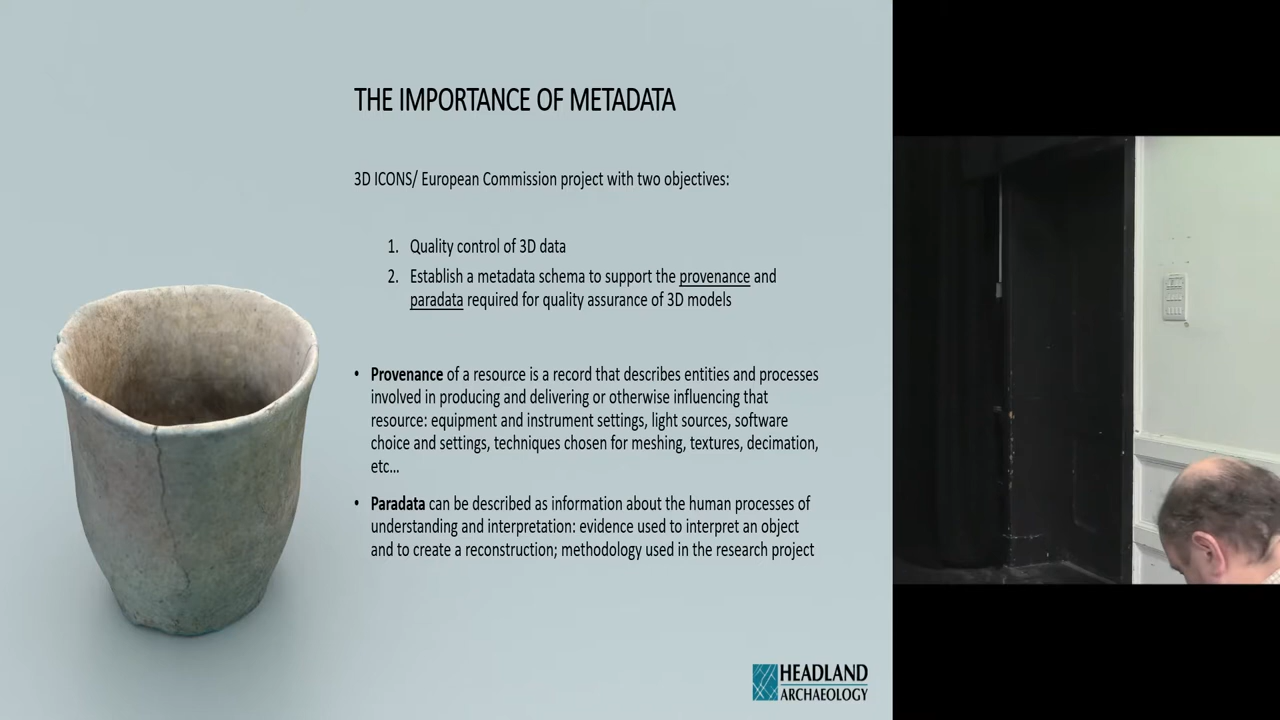 THE IMPORTANCE OF METADATA
3D ICONS/ European Commission project with two objectives:
1. Quality control of 3D data
2. Establish a metadata schema to support the provenance and
paradata required for quality assurance of 3D models
• Provenance of a resource is a record that describes entities and processes
involved in producing and delivering or otherwise influencing that
resource: equipment and instrument settings, light sources, software
choice and settings, techniques chosen for meshing, textures, decimation,
etc...
• Paradata can be described as information about the human processes of
understanding and interpretation: evidence used to interpret an object
and to create a reconstruction; methodology used in the research project
HEADLAND
ARCHAEOLOGY